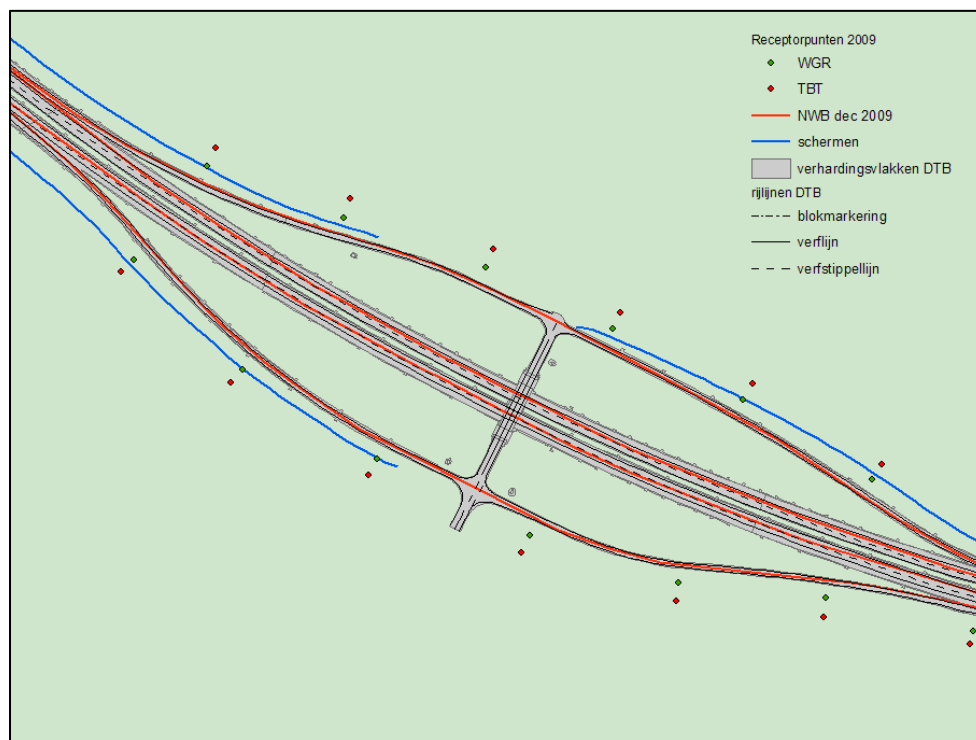 Receptorpunten 2009
WGR
TBT
NWB dec 2009
schermen
verhardingsvlakken DTB
rijlijnen DTB
blokmarkering
verflijn
verfstippellijn